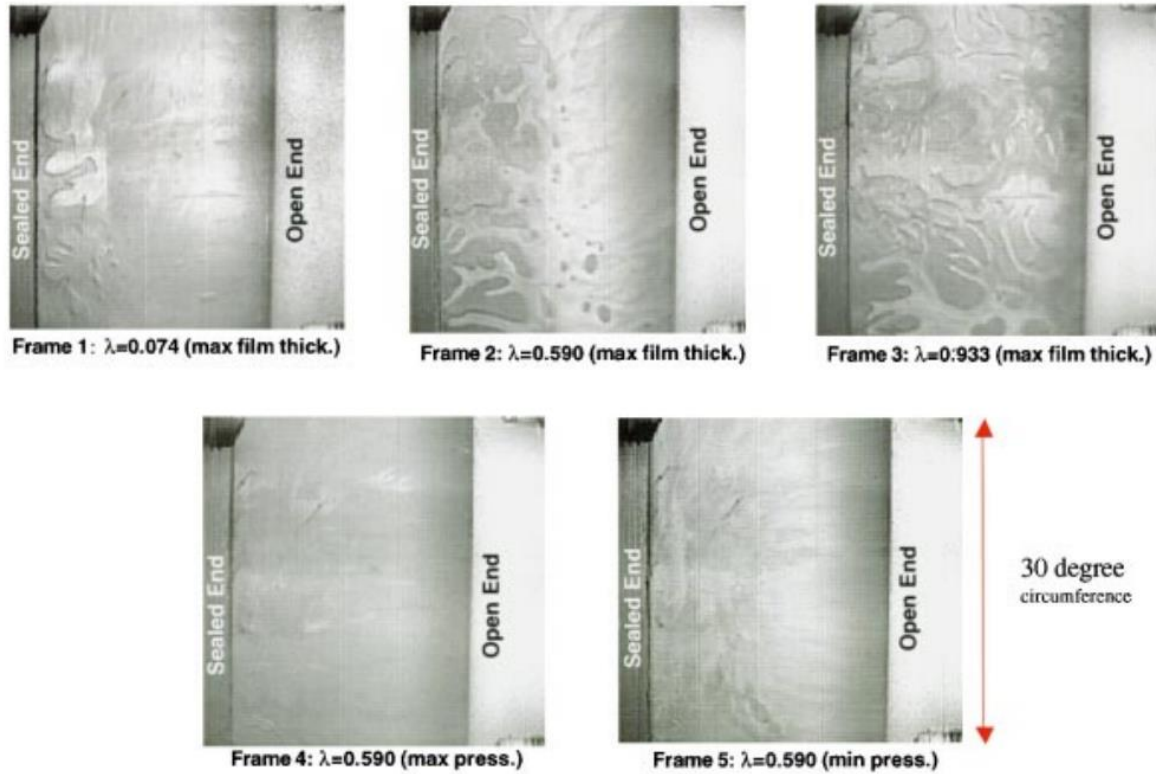 Sealed End
Open End
Frame 1: λ=0.074 (max film thick.)
Sealed End
Open End
Frame 2: λ=0.590 (max film thick.)
Sealed End
Open End
Frame 3: λ=0.933 (max film thick.)
Sealed End
Open End
Frame 4: λ=0.590 (max press.)
Sealed End
Open End
Frame 5: λ=0.590 (min press.)
30 degree
circumference